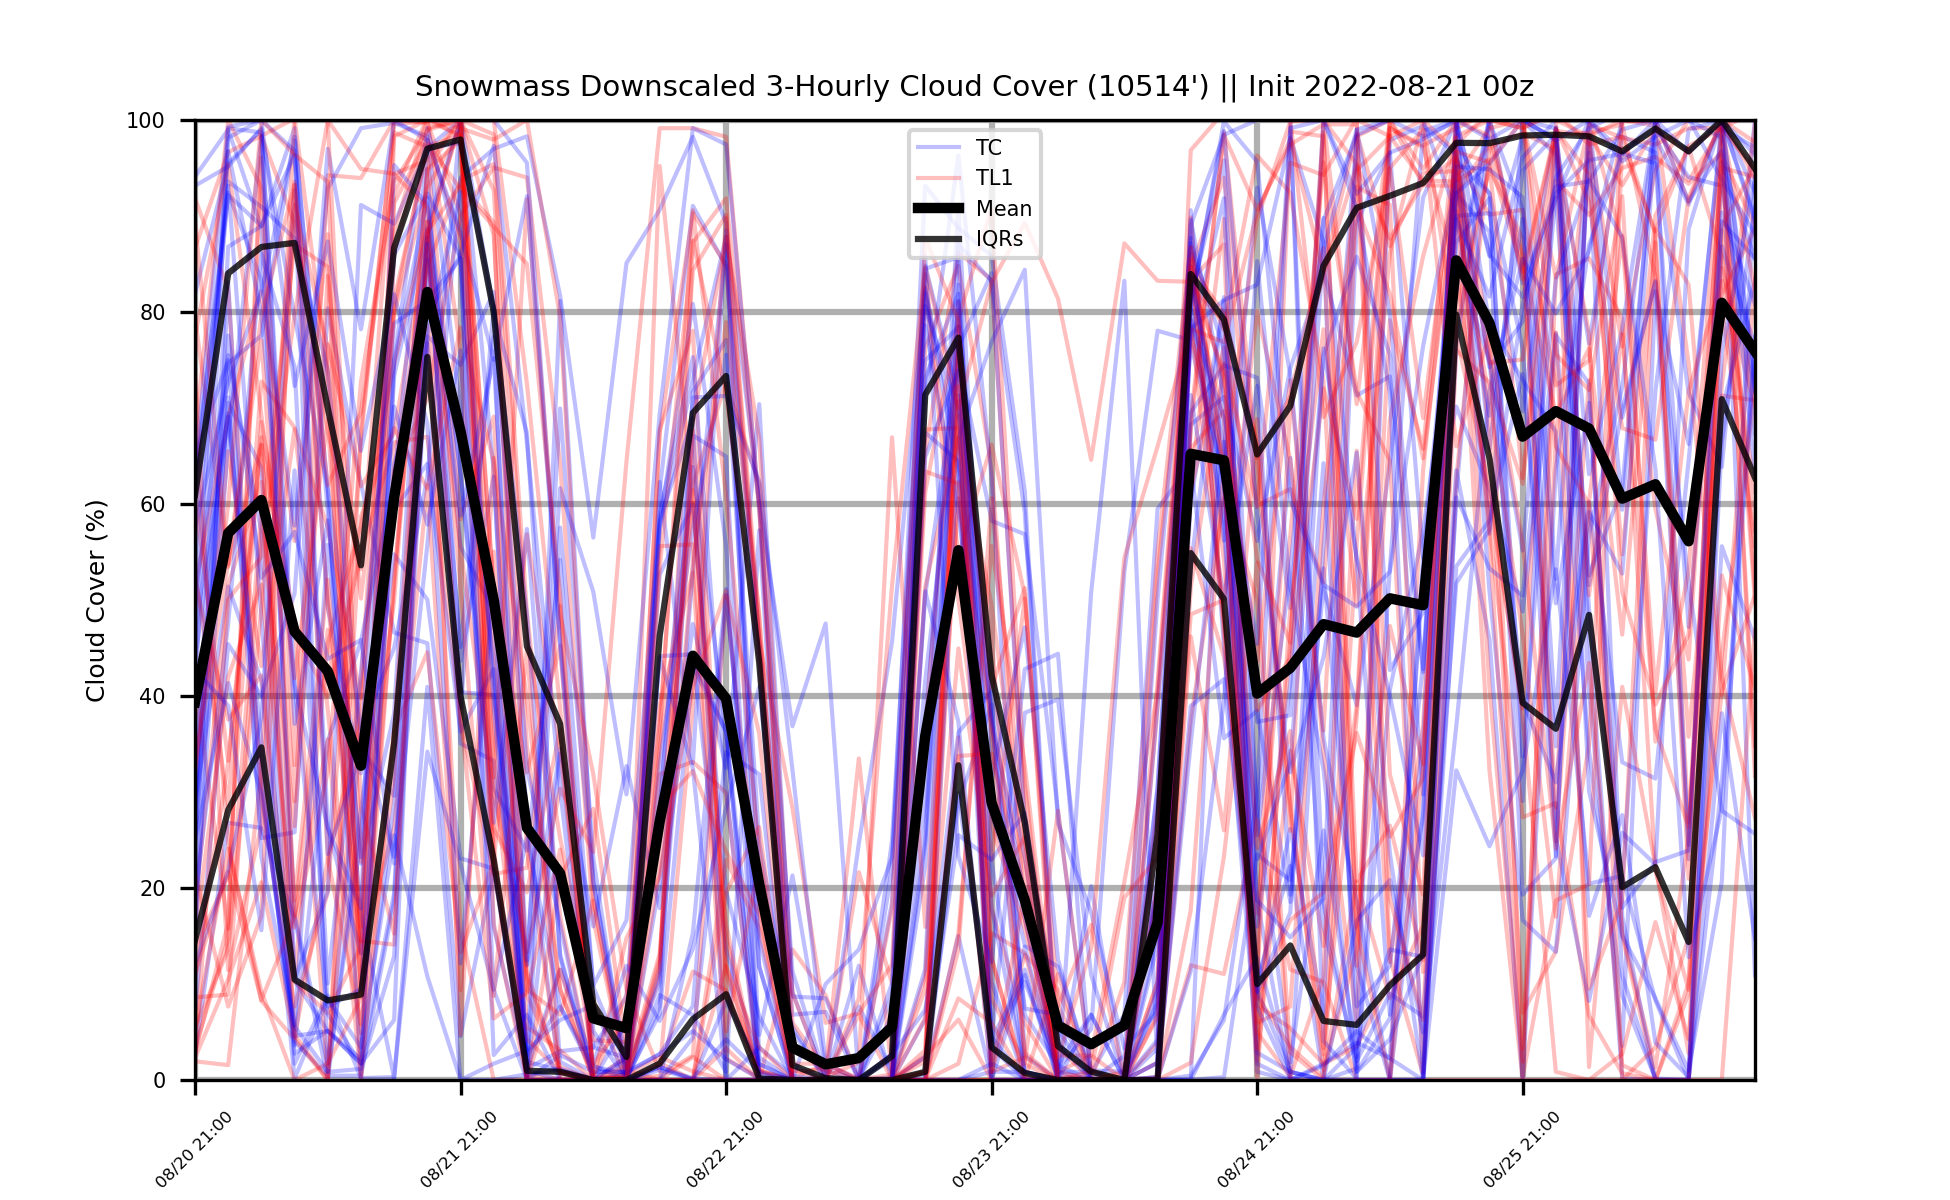 Snowmass Downscaled 3-Hourly Cloud Cover (10514') || Init 2022-08-21 00z
TC
TL1
Mean
IQRs
Cloud Cover (%)
100
80
60
40
20
0
08/20 21:00
08/21 21:00
08/22 21:00
08/23 21:00
08/24 21:00
08/25 21:00